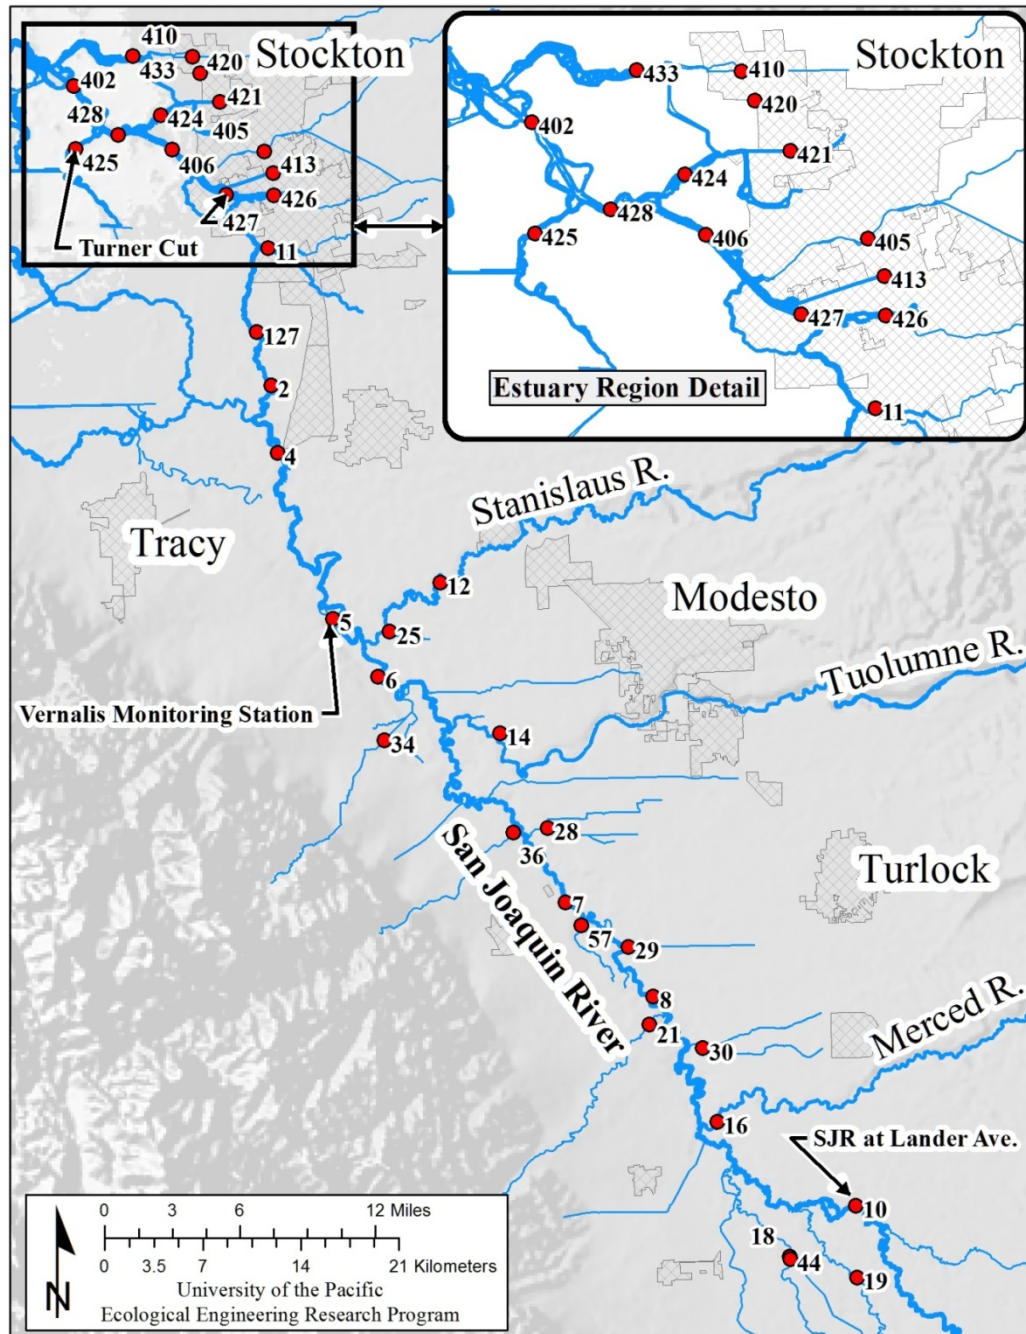 410
Stockton
420
433
402
421
428
424
405
425
406
413
426
427
Turner Cut
11
433
410
Stockton
420
402
421
424
428
425
406
405
413
427
426
Estuary Region Detail
11
127
2
4
Stanislaus R.
Tracy
12
Modesto
5
25
6
Tuolumne R.
Vernalis Monitoring Station
14
34
28
36
San Joaquin River
Turlock
7
57
29
8
21
30
Merced R.
16
SJR at Lander Ave.
10
18
44
19
N
0 3 6 12 Miles
0 3.5 7 14 21 Kilometers
University of the Pacific
Ecological Engineering Research Program